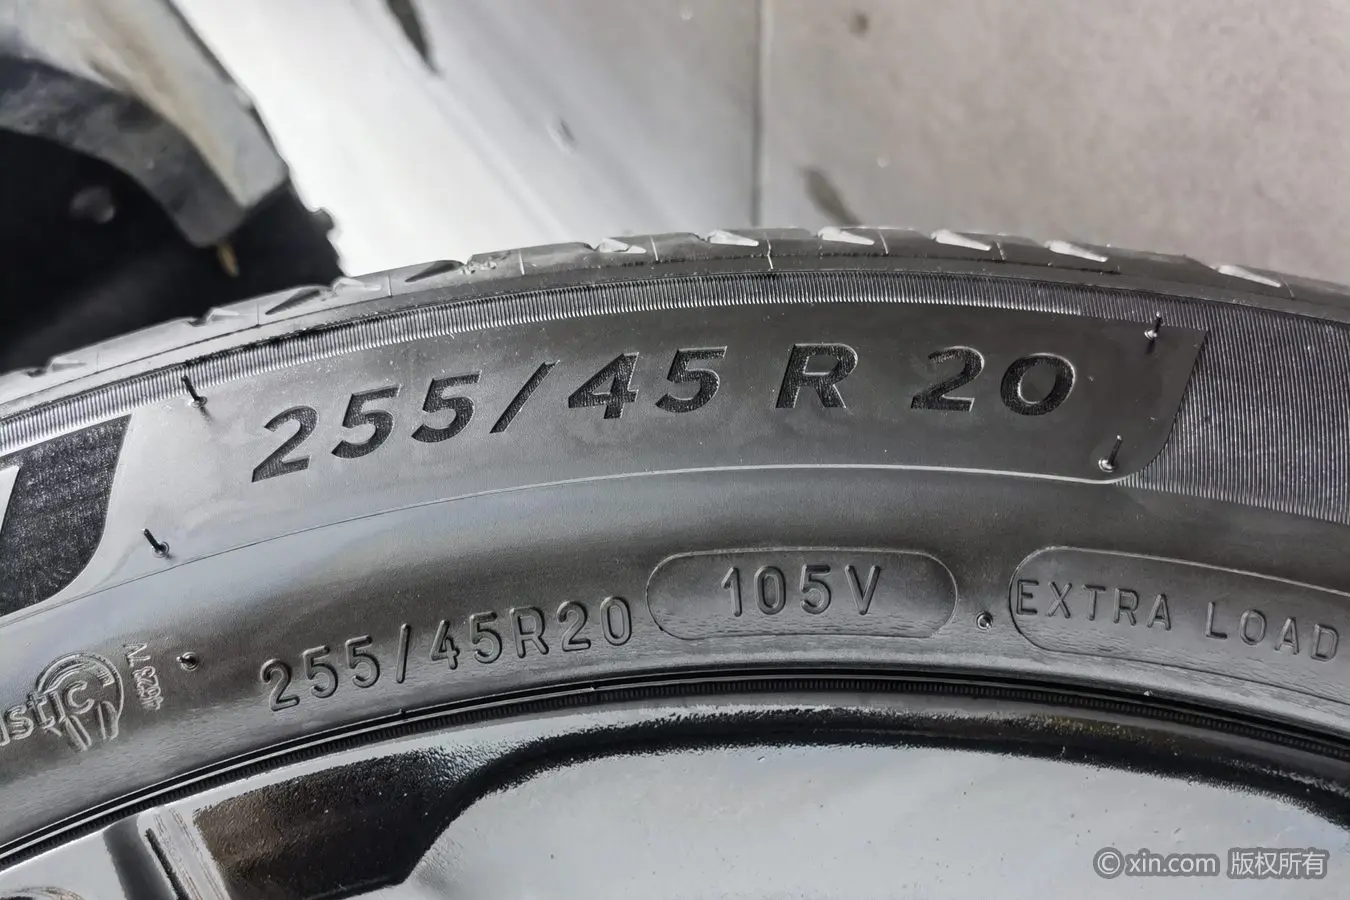 255/45 R 20
255/45R20
105V
EXTRA LOAD
© xin.com 版权所有